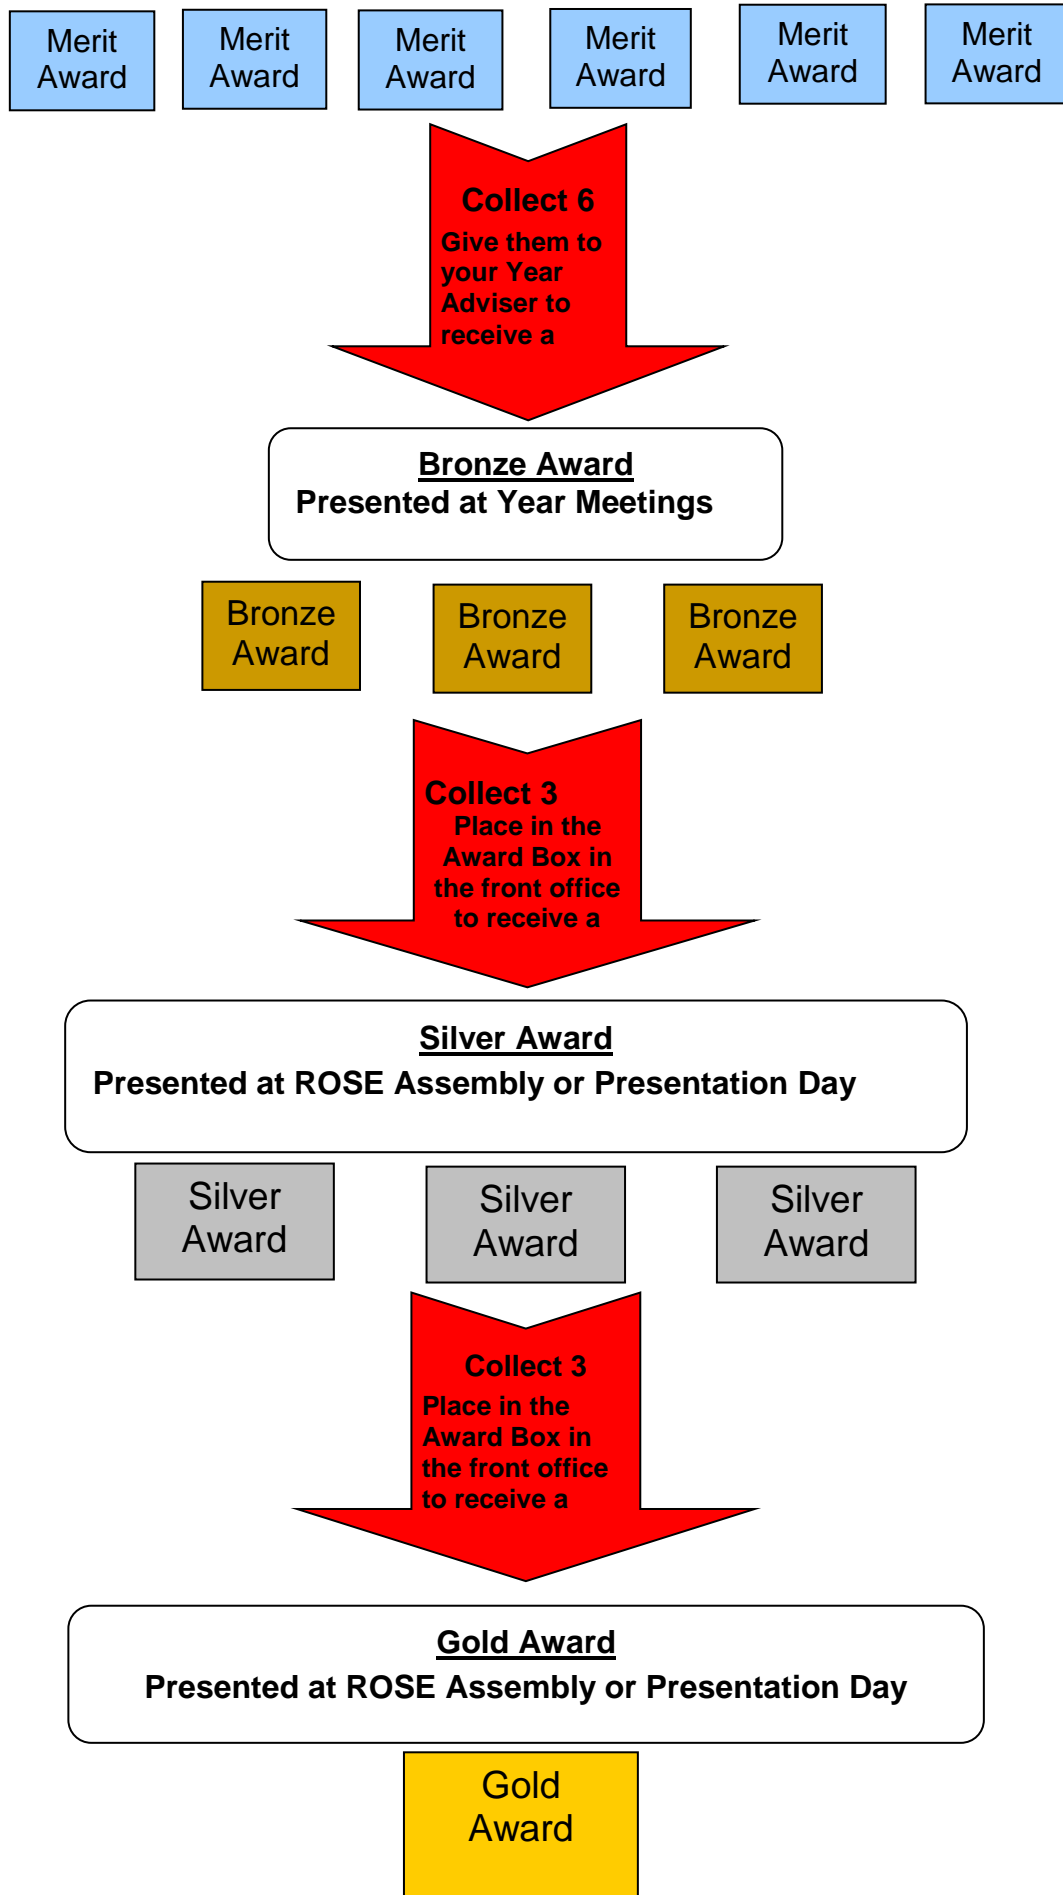 Merit
Award
Merit
Award
Merit
Award
Merit
Award
Merit
Award
Merit
Award
Collect 6
Give them to
your Year
Adviser to
receive a
Bronze Award
Presented at Year Meetings
Bronze
Award
Bronze
Award
Bronze
Award
Collect 3
Place in the
Award Box in
the front office
to receive a
Silver Award
Presented at ROSE Assembly or Presentation Day
Silver
Award
Silver
Award
Silver
Award
Collect 3
Place in the
Award Box in
the front office
to receive a
Gold Award
Presented at ROSE Assembly or Presentation Day
Gold
Award